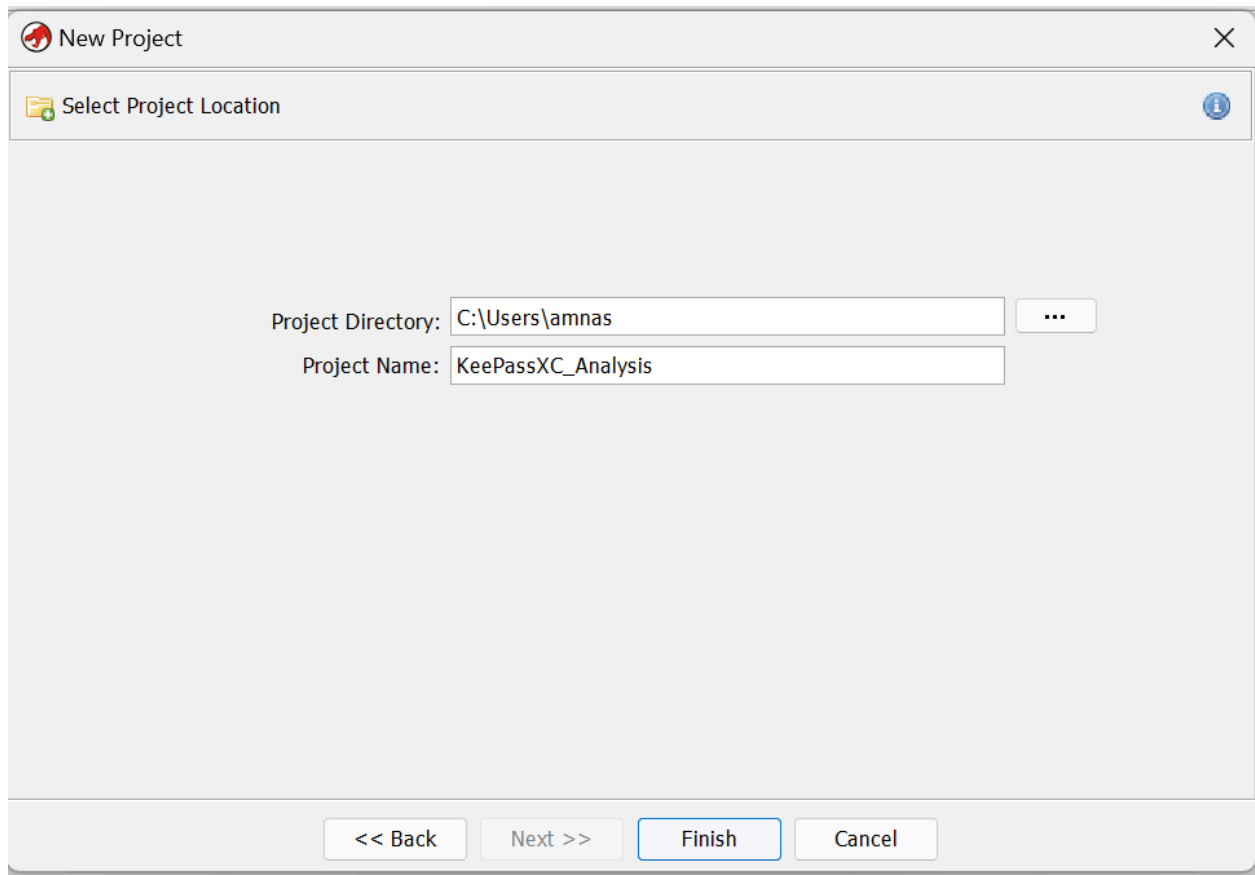 New Project
Select Project Location
Project Directory: C:\Users\amnas ...
Project Name: KeePassXC_Analysis
<< Back Next >> Finish Cancel